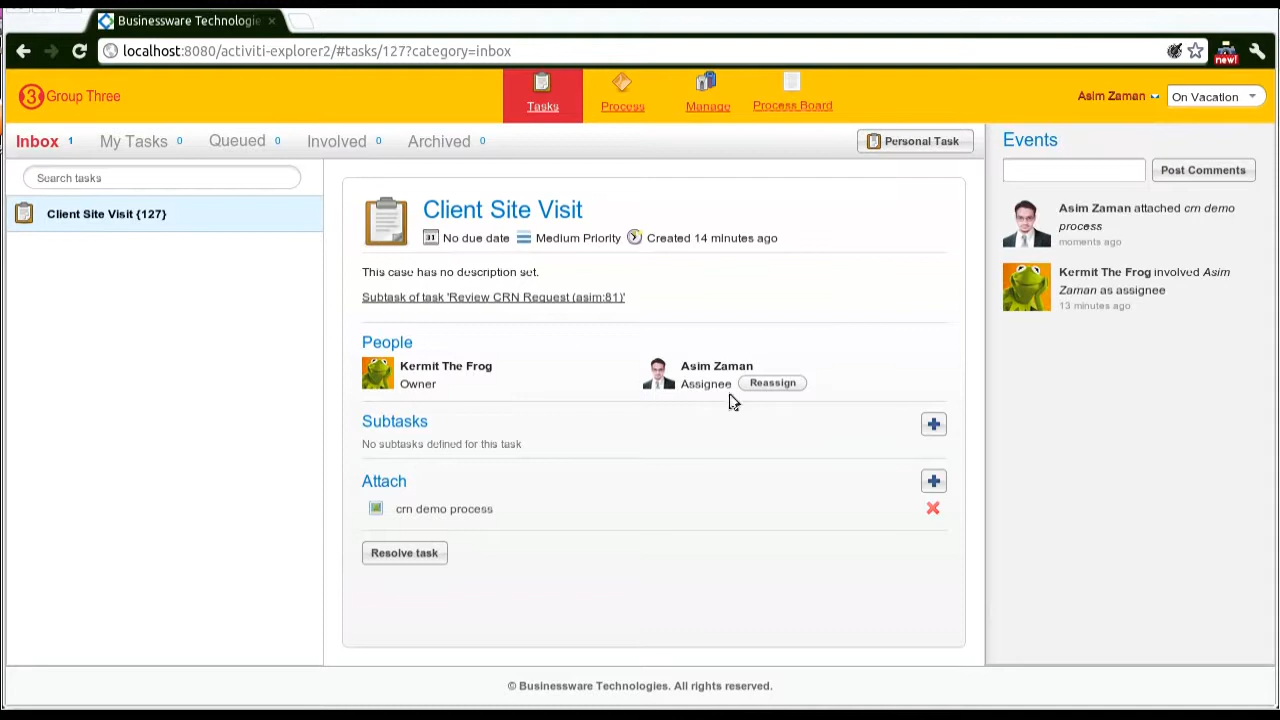 Businessware Technologie
localhost:8080/activiti-explorer2/#tasks/127?category=inbox
new!
3 Group Three
Tasks
Process
Manage
Process Board
Asim Zaman
On Vacation
Inbox 1
My Tasks 0
Queued 0
Involved 0
Archived 0
Personal Task
Search tasks
Client Site Visit {127}
Client Site Visit
31 No due date Medium Priority Created 14 minutes ago
This case has no description set.
Subtask of task 'Review CRN Request (asim:81)'
People
Kermit The Frog
Owner
Asim Zaman
Assignee Reassign
Subtasks
No subtasks defined for this task
Attach
crn demo process
Resolve task
Events
Post Comments
Asim Zaman attached crn demo
process
moments ago
Kermit The Frog involved Asim
Zaman as assignee
13 minutes ago
© Businessware Technologies. All rights reserved.